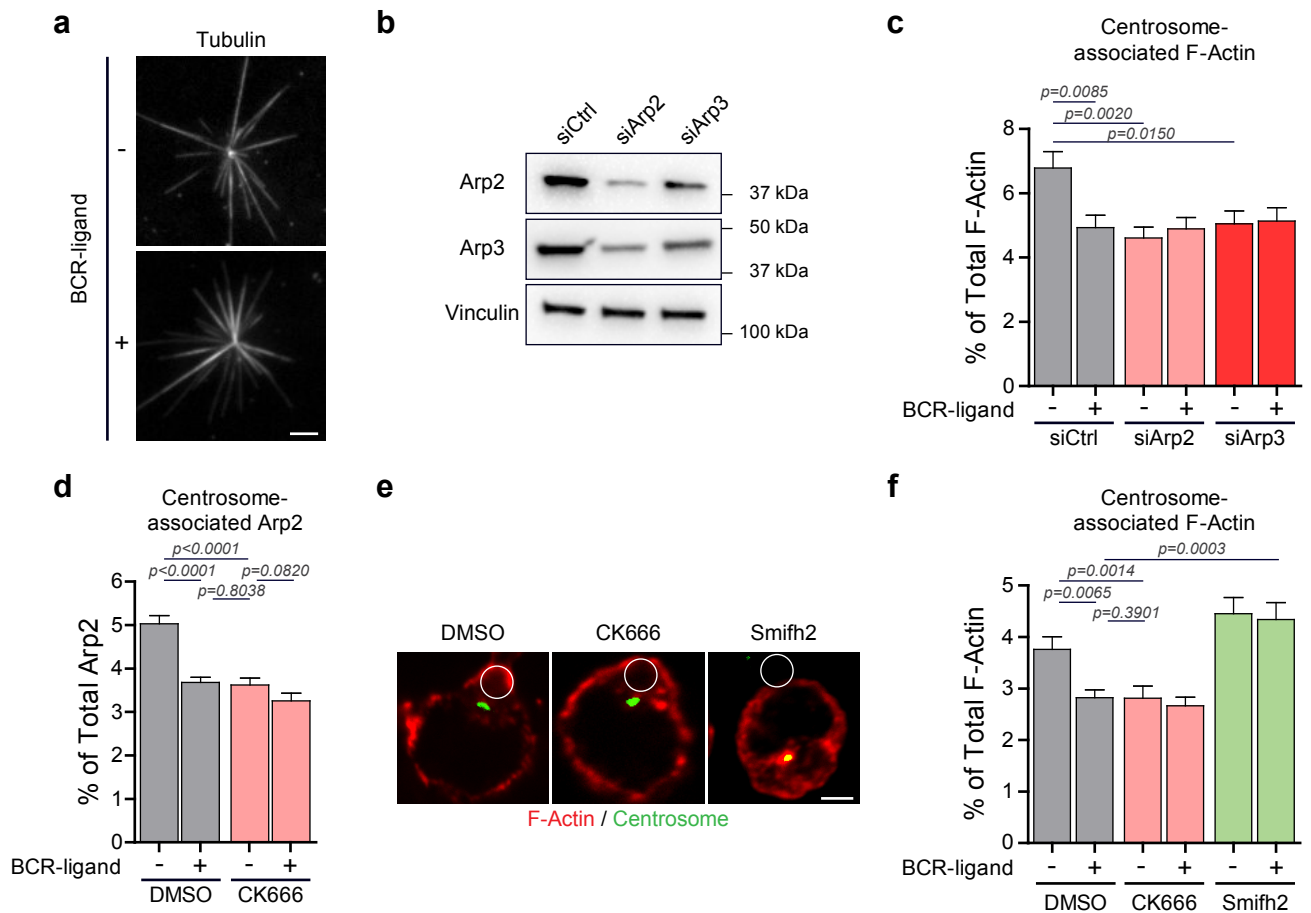 a
Tubulin
BCR-ligand
-
+
b
siCtrl
siArp2
siArp3
Arp2
37 kDa
50 kDa
Arp3
37 kDa
Vinculin
100 kDa
c
Centrosome-
associated F-Actin
p=0.0085
p=0.0020
p=0.0150
% of Total F-Actin
8
6
4
2
0
BCR-ligand - + - + - +
siCtrl siArp2 siArp3
d
Centrosome-
associated Arp2
p<0.0001
p<0.0001 p=0.0820
p=0.8038
% of Total Arp2
6
5
4
3
2
1
0
BCR-ligand - + - +
DMSO CK666
e
DMSO CK666 Smifh2
F-Actin / Centrosome
f
Centrosome-
associated F-Actin
p=0.0003
p=0.0014
p=0.0065
p=0.3901
% of Total F-Actin
5
4
3
2
1
0
BCR-ligand - + - + - +
DMSO CK666 Smifh2